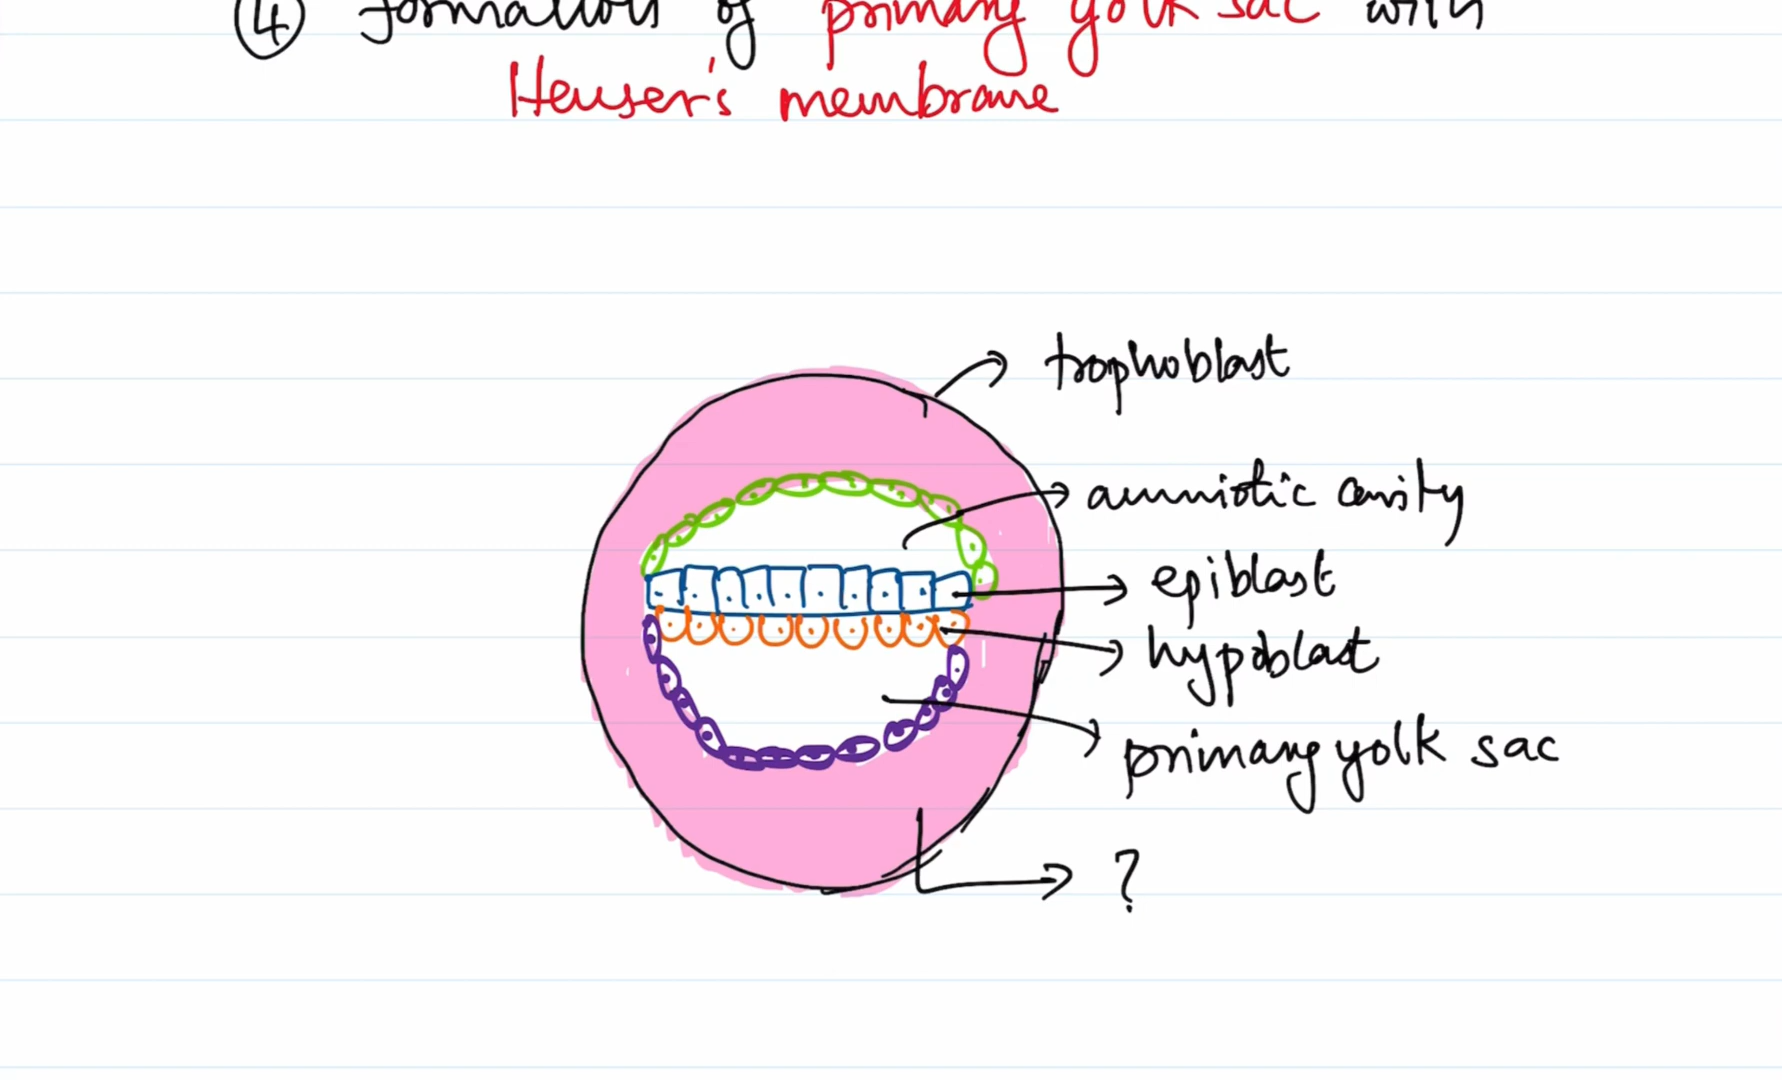 ④ Formation of primary yolk sac with
Heuser's membrane
trophoblast
amniotic cavity
epiblast
hypoblast
primary yolk sac
?